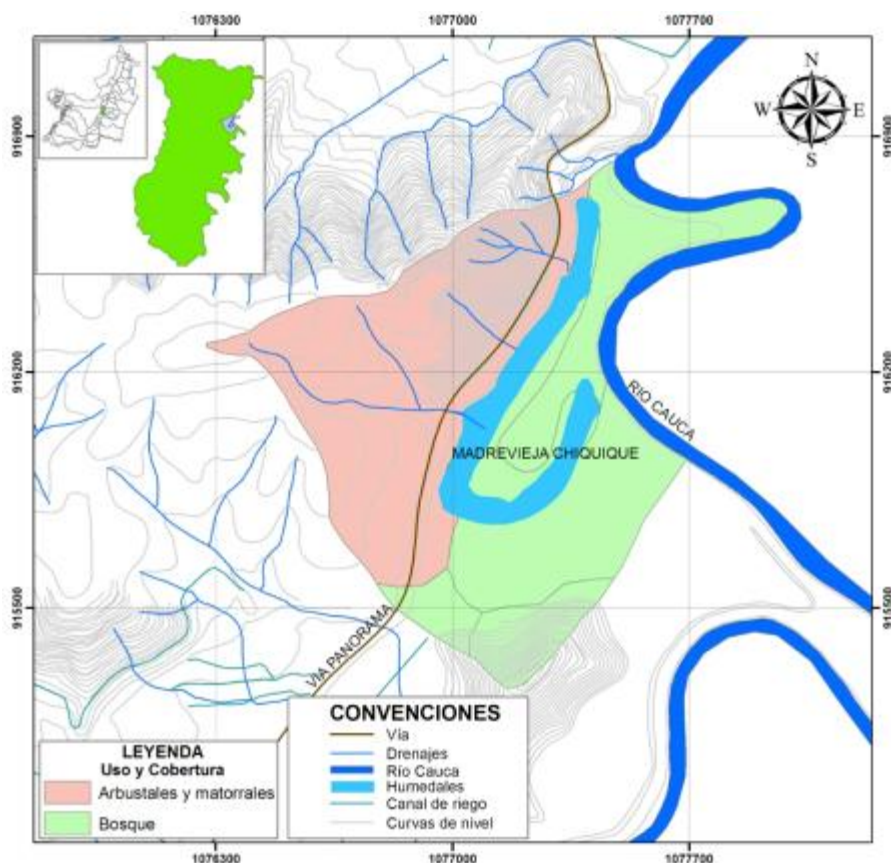 1076300 1077000 1077700
N
W E
S
916900 916900
916200 916200
RIO CAUCA
MADREVIEJA CHIQUIQUE
915500 915500
VIA PANORAMA
LEYENDA
Uso y Cobertura
Arbustales y matorrales
Bosque
CONVENCIONES
Vía
Drenajes
Río Cauca
Humedales
Canal de riego
Curvas de nivel
1076300 1077000 1077700